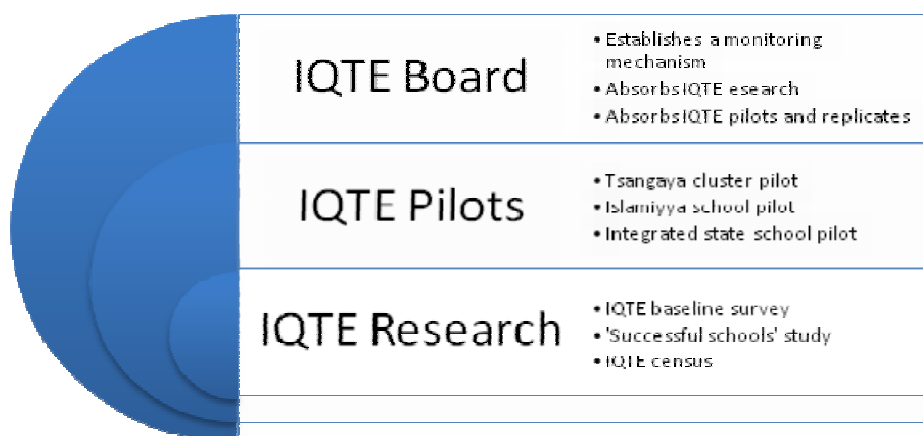 IQTE Board
• Establishes a monitoring
mechanism
• Absorbs IQTE esearch
• Absorbs IQTE pilots and replicates
IQTE Pilots
• Tsangaya cluster pilot
• Islamiyya school pilot
• Integrated state school pilot
IQTE Research
• IQTE baseline survey
• 'Successful schools' study
• IQTE census